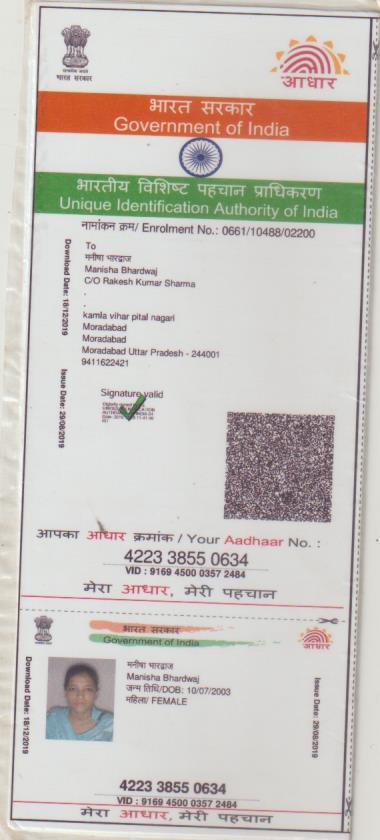 भारत सरकार
आधार
भारत सरकार
Government of India
भारतीय विशिष्ट पहचान प्राधिकरण
Unique Identification Authority of India
नामांकन क्रम/ Enrolment No.: 0661/10488/02200
Download Date: 18/12/2019
Issue Date: 29/08/2019
To
मनीषा भारद्वाज
Manisha Bhardwaj
C/O Rakesh Kumar Sharma
.
.
kamla vihar pital nagari
Moradabad
Moradabad
Moradabad Uttar Pradesh - 244001
9411622421
Signature valid
आपका आधार क्रमांक / Your Aadhaar No. :
4223 3855 0634
VID : 9169 4500 0357 2484
मेरा आधार, मेरी पहचान
भारत सरकार
Government of India
आधार
Download Date: 18/12/2019
Issue Date: 29/08/2019
मनीषा भारद्वाज
Manisha Bhardwaj
जन्म तिथि/DOB: 10/07/2003
महिला/ FEMALE
4223 3855 0634
VID : 9169 4500 0357 2484
मेरा आधार, मेरी पहचान